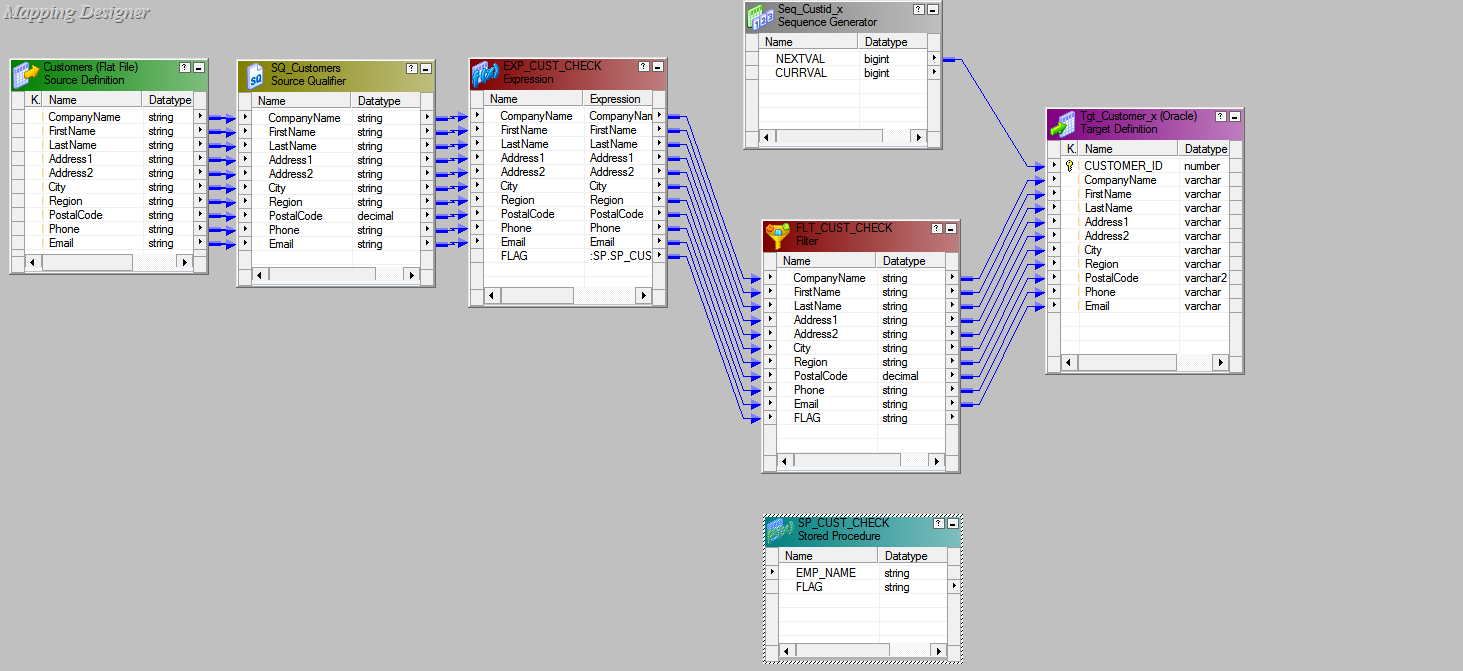 Mapping Designer
Customers (Flat File)
Source Definition
K. Name Datatype
CompanyName string
FirstName string
LastName string
Address1 string
Address2 string
City string
Region string
PostalCode string
Phone string
Email string
SQ_Customers
Source Qualifier
Name Datatype
CompanyName string
FirstName string
LastName string
Address1 string
Address2 string
City string
Region string
PostalCode decimal
Phone string
Email string
EXP_CUST_CHECK
Expression
Name Expression
CompanyName CompanyNam
FirstName FirstName
LastName LastName
Address1 Address1
Address2 Address2
City City
Region Region
PostalCode PostalCode
Phone Phone
Email Email
FLAG :SP.SP_CUS
Seq_Custid_x
Sequence Generator
Name Datatype
NEXTVAL bigint
CURRVAL bigint
FLT_CUST_CHECK
Filter
Name Datatype
CompanyName string
FirstName string
LastName string
Address1 string
Address2 string
City string
Region string
PostalCode decimal
Phone string
Email string
FLAG string
SP_CUST_CHECK
Stored Procedure
Name Datatype
EMP_NAME string
FLAG string
Tgt_Customer_x (Oracle)
Target Definition
K. Name Datatype
CUSTOMER_ID number
CompanyName varchar
FirstName varchar
LastName varchar
Address1 varchar
Address2 varchar
City varchar
Region varchar
PostalCode varchar2
Phone varchar
Email varchar